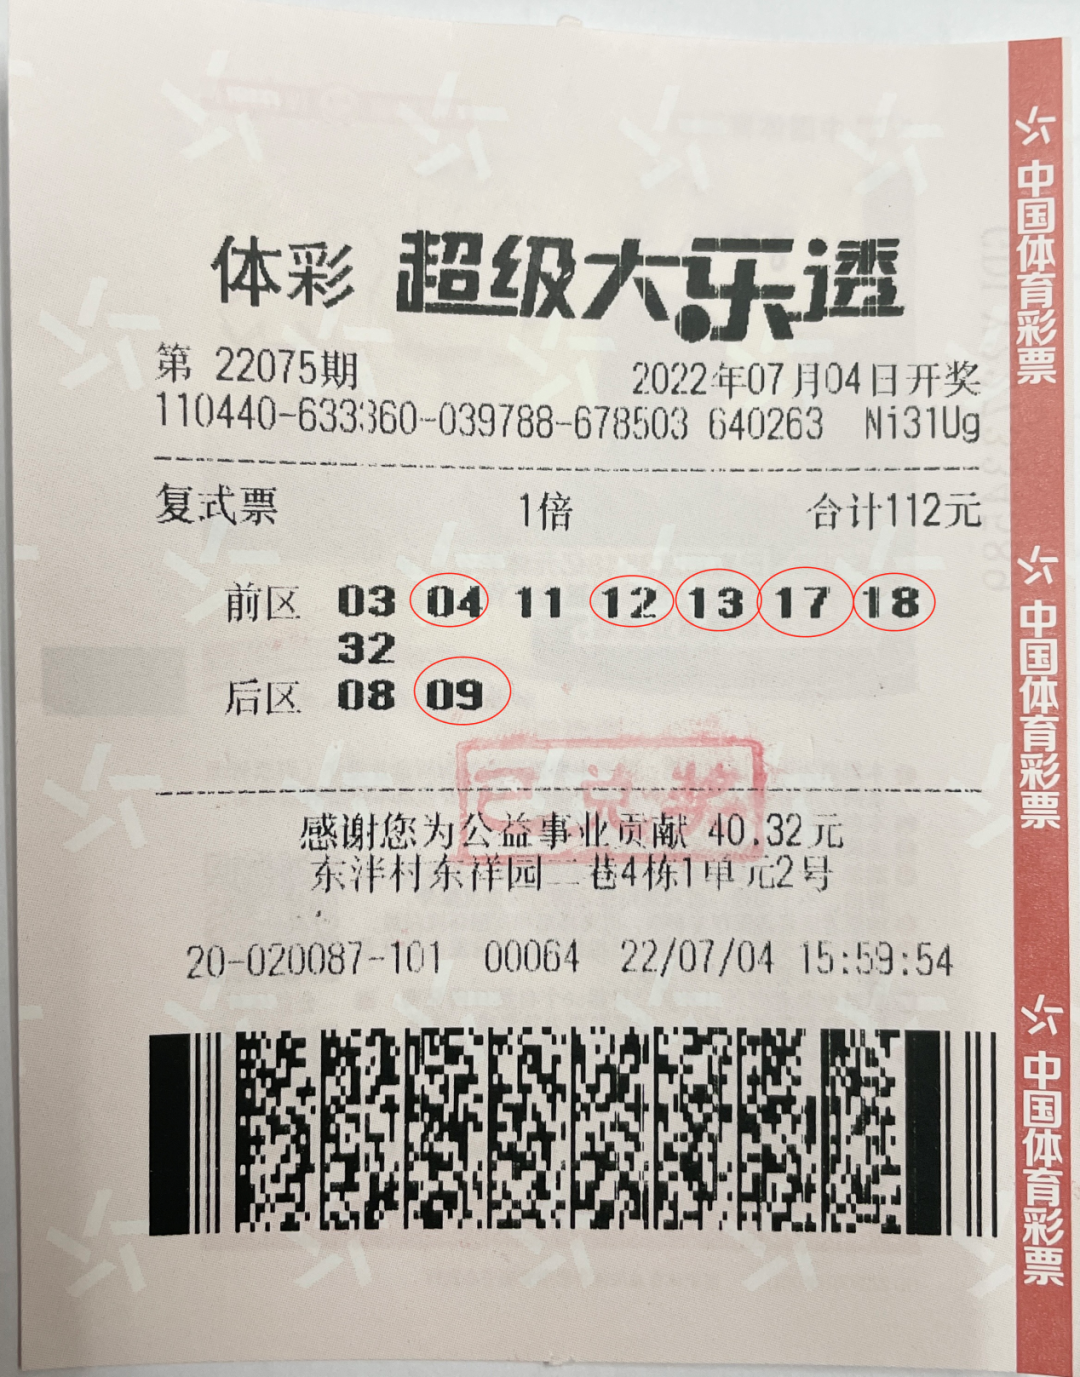 体彩 超级大乐透
第 22075期 2022年07月04日开奖
110440-633360-039788-678503 640263 Ni31Ug
复式票 1倍 合计112元
前区 03 04 11 12 13 17 18
32
后区 08 09
已兑奖
感谢您为公益事业贡献 40.32元
东泮村东祥园二巷4栋1单元2号
20-020087-101 00064 22/07/04 15:59:54
中国体育彩票
中国体育彩票
中国体育彩票